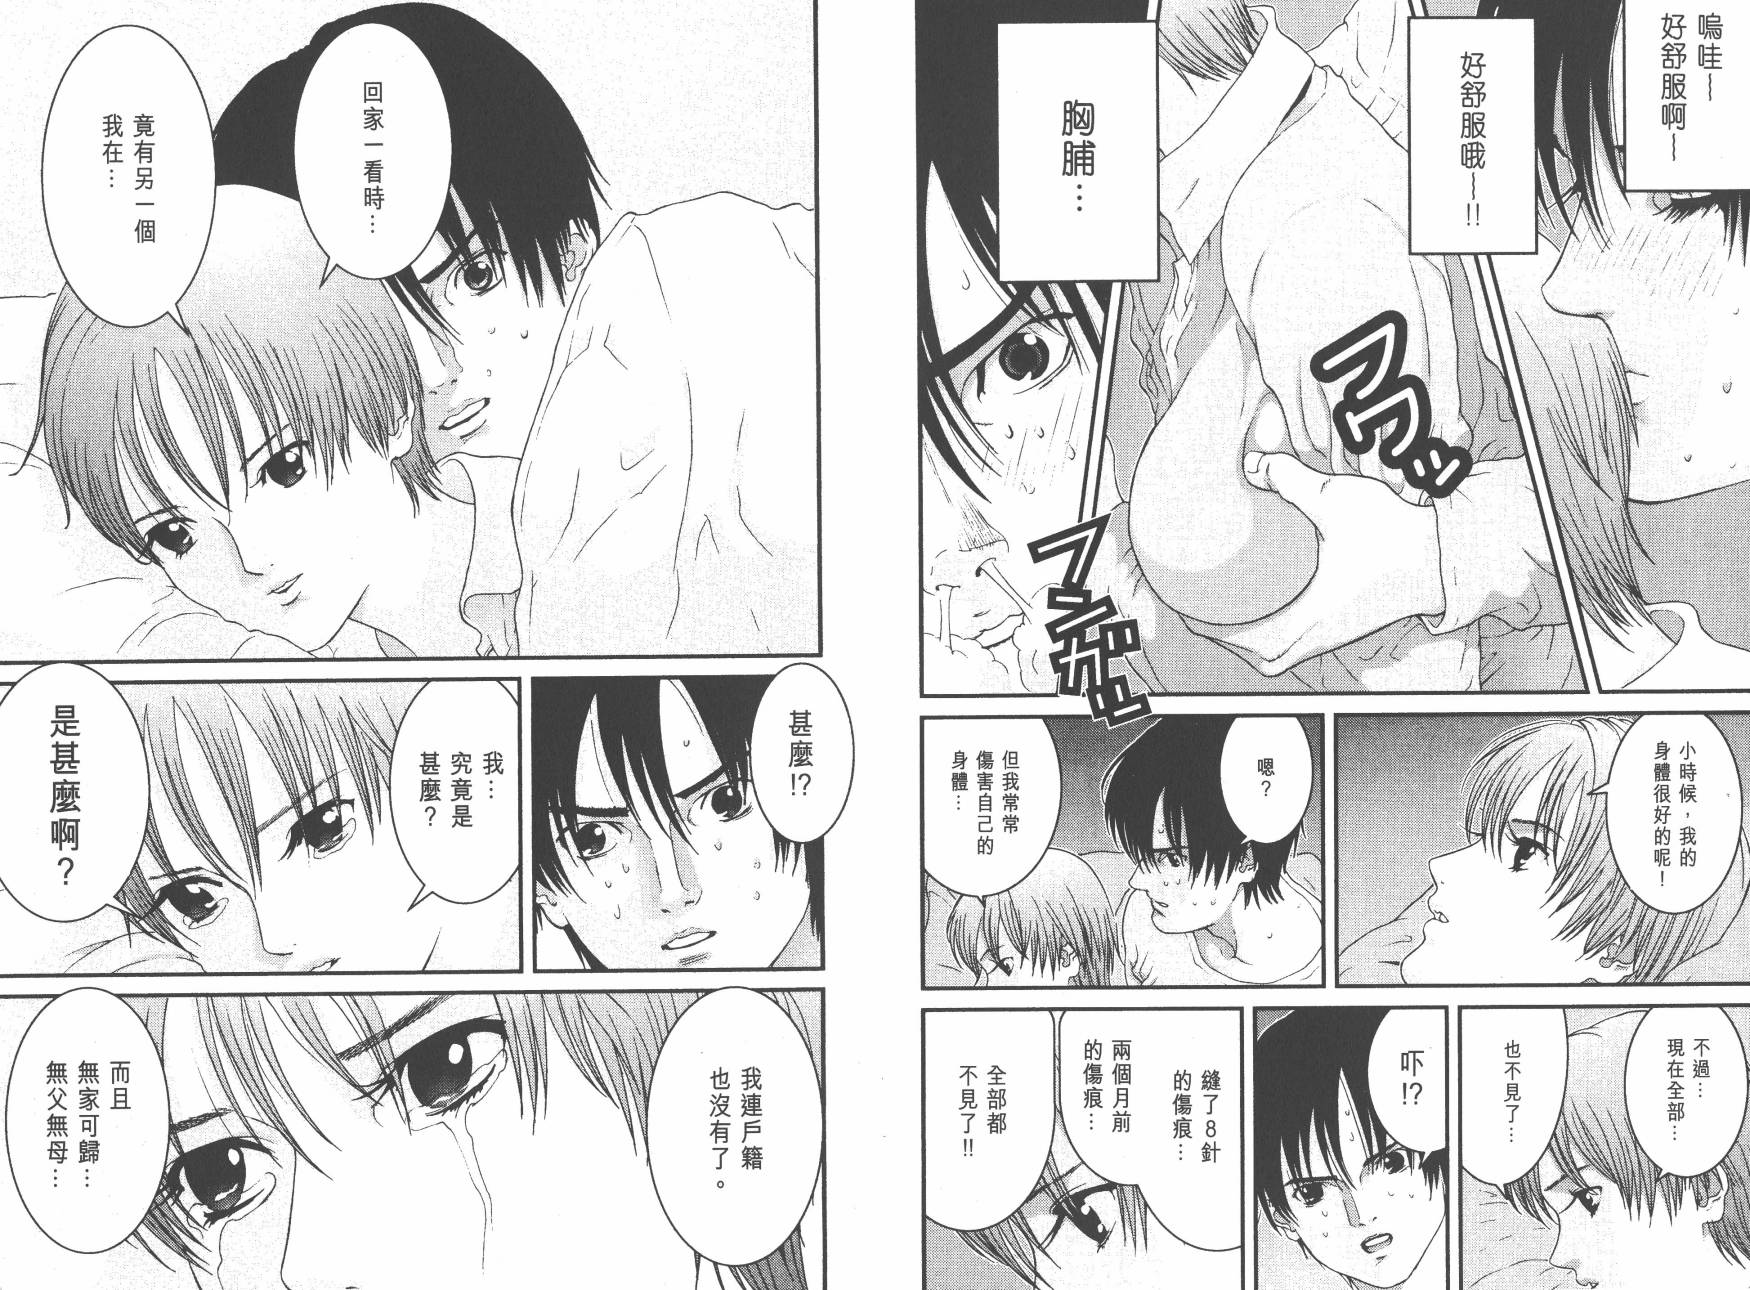 嗚哇~
好舒服啊~
好舒服哦~!!
フワッ
胸脯…
小時候，我的
身體很好的呢！
嗯？
但我常常
傷害自己的
身體…
不過…
現在全部…
也不見了…
吓!?
縫了8針
的傷痕…
兩個月前
的傷痕…
全部都
不見了!!
回家一看時…
竟有另一個
我在…
甚麼!?
我…
究竟是
甚麼？
是甚麼啊？
我連戶籍
也沒有了。
而且
無家可歸…
無父無母…